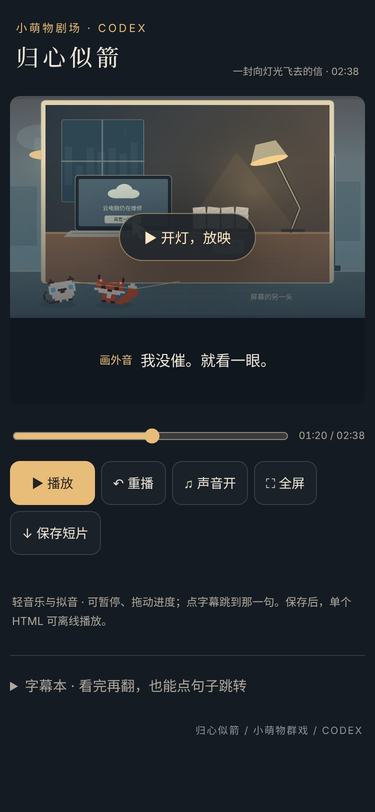 小萌物剧场 · CODEX
归心似箭
一封向灯光飞去的信 · 02:38
云电脑仍在维修
▶ 开灯，放映
屏幕的另一头
画外音 我没催。就看一眼。
01:20 / 02:38
▶ 播放
↶ 重播
♫ 声音开
⛶ 全屏
↓ 保存短片
轻音乐与拟音 · 可暂停、拖动进度；点字幕跳到那一句。保存后，单个
HTML 可离线播放。
▶ 字幕本 · 看完再翻，也能点句子跳转
归心似箭 / 小萌物群戏 / CODEX